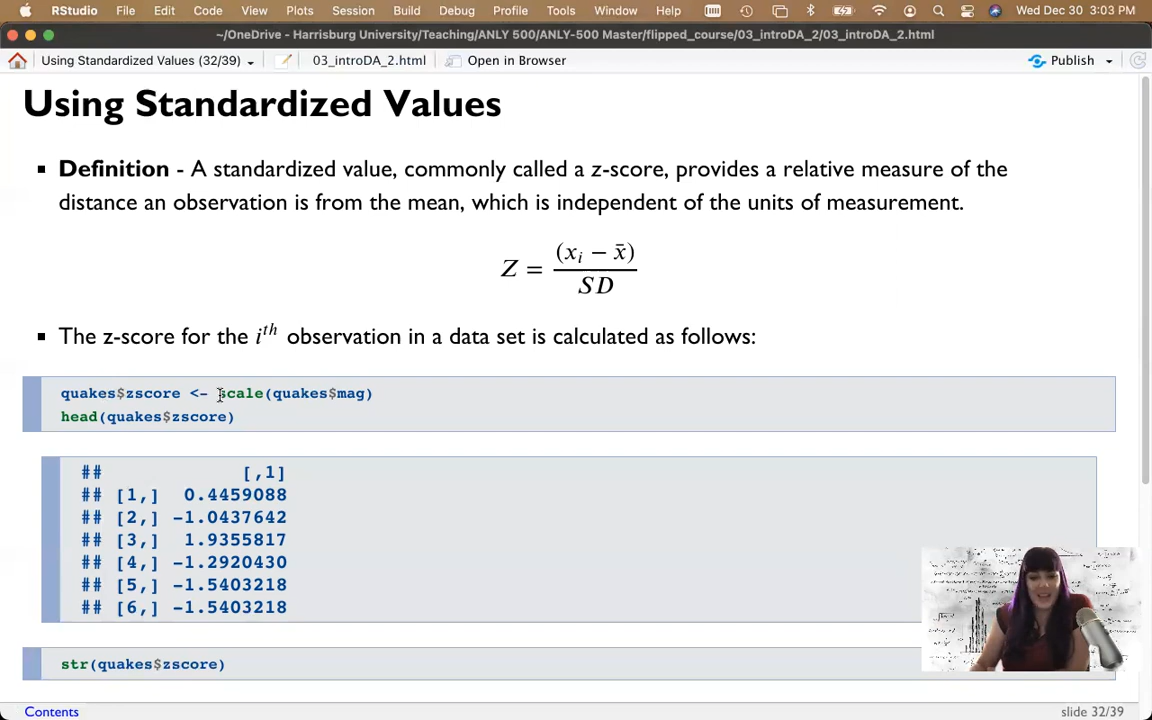 RStudio File Edit Code View Plots Session Build Debug Profile Tools Window Help Wed Dec 30 3:03 PM
~/OneDrive - Harrisburg University/Teaching/ANLY 500/ANLY-500 Master/flipped_course/03_introDA_2/03_introDA_2.html
Using Standardized Values (32/39) 03_introDA_2.html Open in Browser Publish
Using Standardized Values
▪ Definition - A standardized value, commonly called a z-score, provides a relative measure of the
distance an observation is from the mean, which is independent of the units of measurement.
Z = (xᵢ − x̄) / SD
▪ The z-score for the iᵗʰ observation in a data set is calculated as follows:
quakes$zscore <- scale(quakes$mag)
head(quakes$zscore)
## [,1]
## [1,] 0.4459088
## [2,] -1.0437642
## [3,] 1.9355817
## [4,] -1.2920430
## [5,] -1.5403218
## [6,] -1.5403218
str(quakes$zscore)
Contents slide 32/39